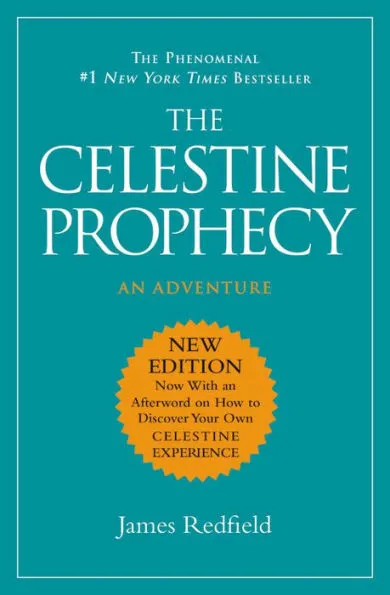 The Phenomenal
#1 New York Times Bestseller
THE
CELESTINE
PROPHECY
AN ADVENTURE
NEW
EDITION
Now With an
Afterword on How to
Discover Your Own
CELESTINE
EXPERIENCE
James Redfield